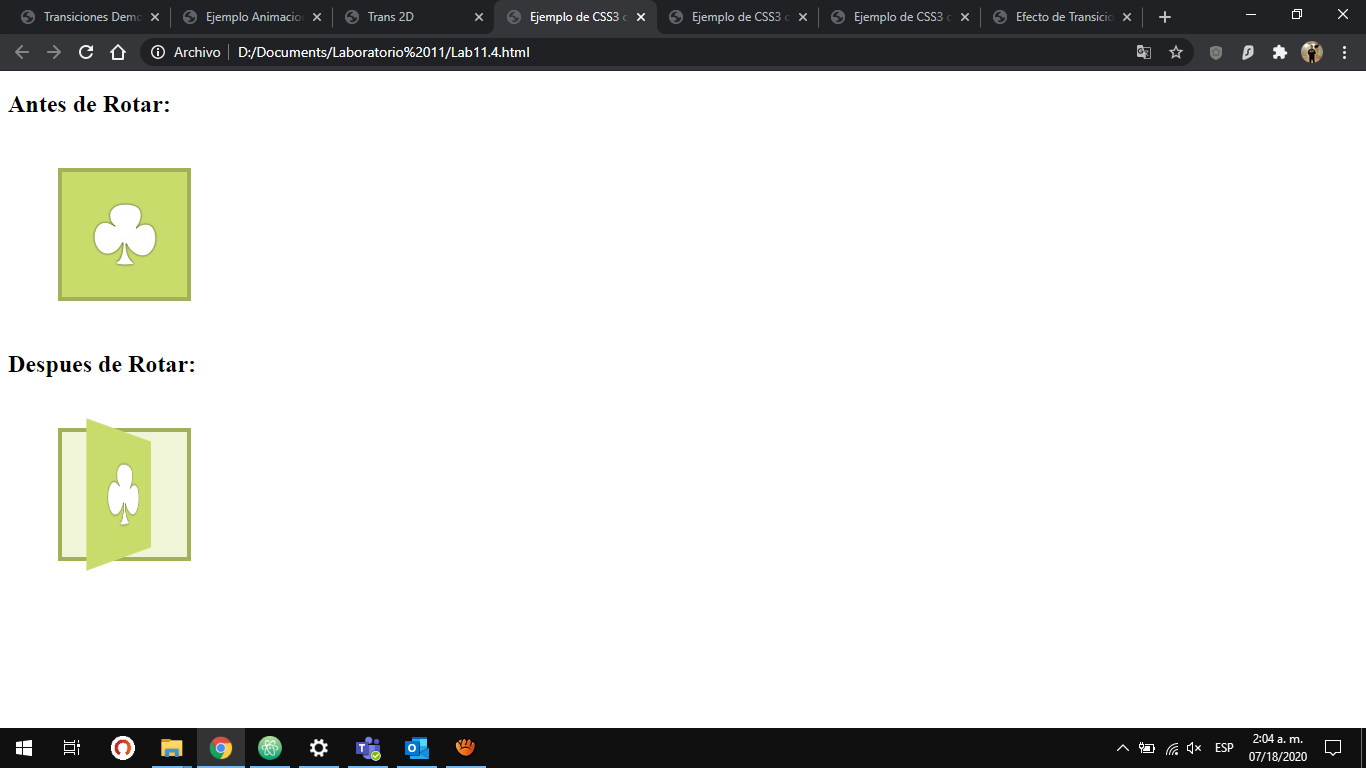 Transiciones Demo
Ejemplo Animacio
Trans 2D
Ejemplo de CSS3
Ejemplo de CSS3
Ejemplo de CSS3
Efecto de Transicio
Archivo
D:/Documents/Laboratorio%2011/Lab11.4.html
Antes de Rotar:
Despues de Rotar:
ESP
2:04 a. m.
07/18/2020